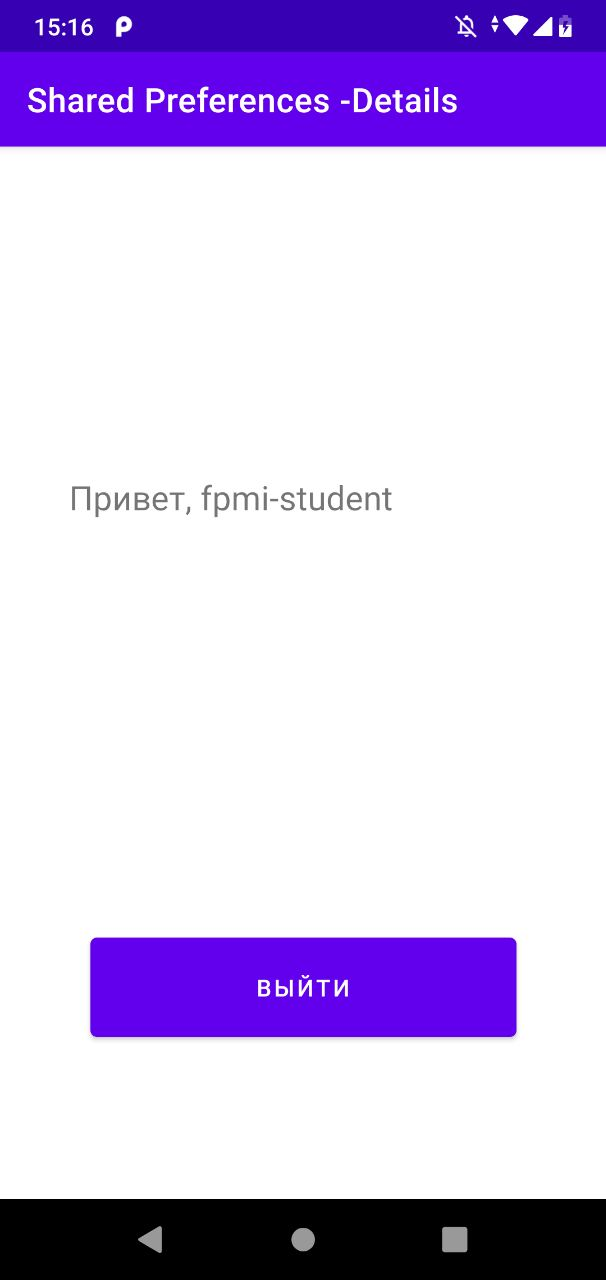 15:16
Shared Preferences -Details
Привет, fpmi-student
ВЫЙТИ